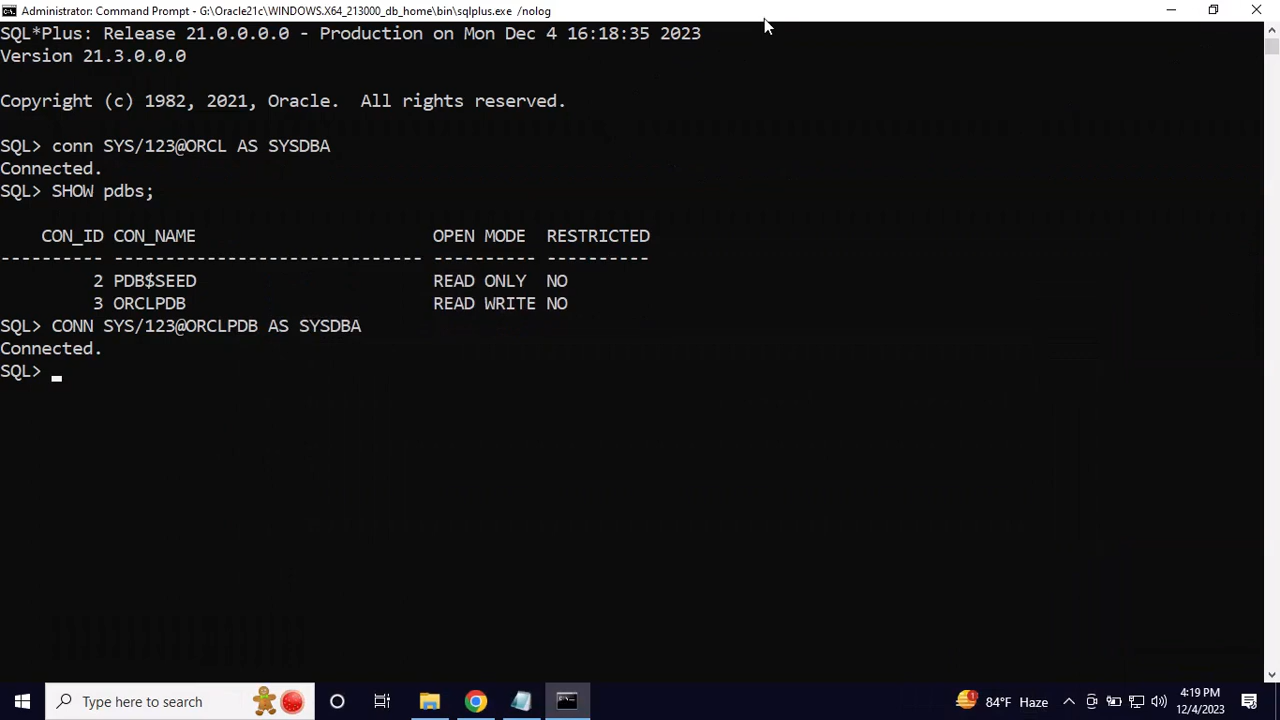 Administrator: Command Prompt - G:\Oracle21c\WINDOWS.X64_213000_db_home\bin\sqlplus.exe /nolog
SQL*Plus: Release 21.0.0.0.0 - Production on Mon Dec 4 16:18:35 2023
Version 21.3.0.0.0
Copyright (c) 1982, 2021, Oracle.  All rights reserved.
SQL> conn SYS/123@ORCL AS SYSDBA
Connected.
SQL> SHOW pdbs;
    CON_ID CON_NAME                       OPEN MODE  RESTRICTED
---------- ------------------------------ ---------- ----------
         2 PDB$SEED                       READ ONLY  NO
         3 ORCLPDB                        READ WRITE NO
SQL> CONN SYS/123@ORCLPDB AS SYSDBA
Connected.
SQL> _
Type here to search
84°F Haze
4:19 PM
12/4/2023